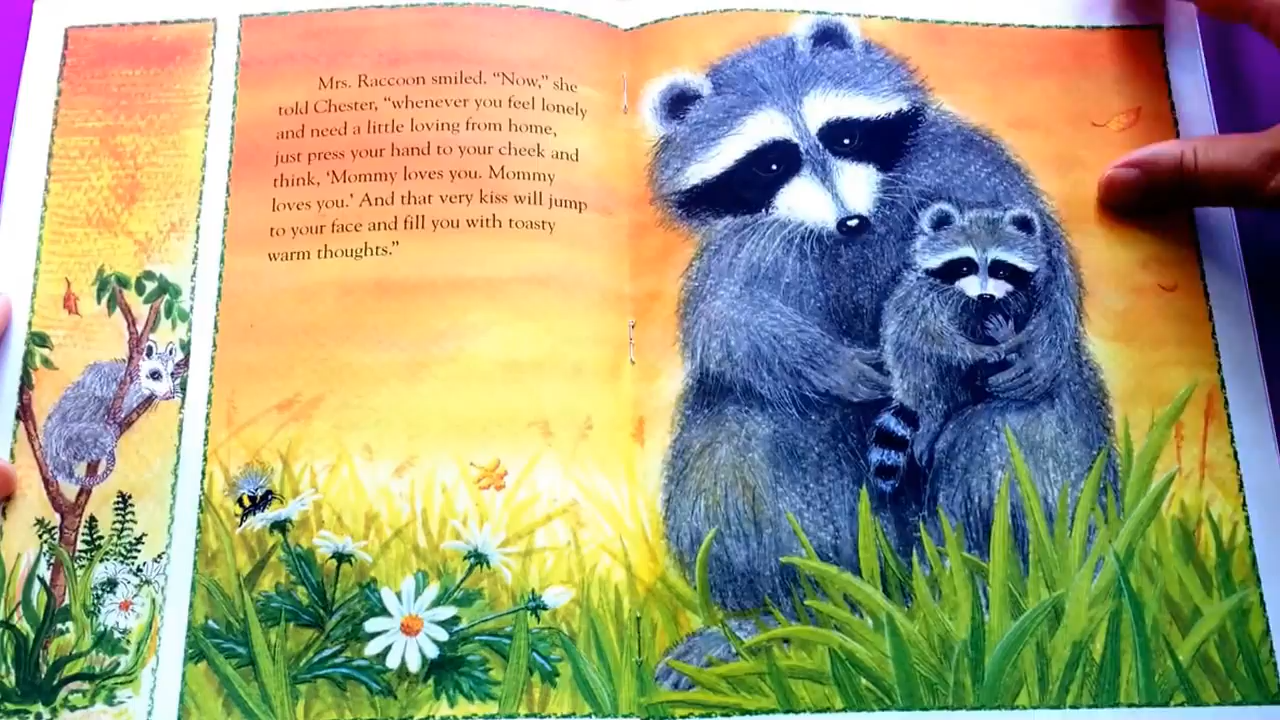 Mrs. Raccoon smiled. “Now,” she
told Chester, “whenever you feel lonely
and need a little loving from home,
just press your hand to your cheek and
think, ‘Mommy loves you. Mommy
loves you.’ And that very kiss will jump
to your face and fill you with toasty
warm thoughts.”